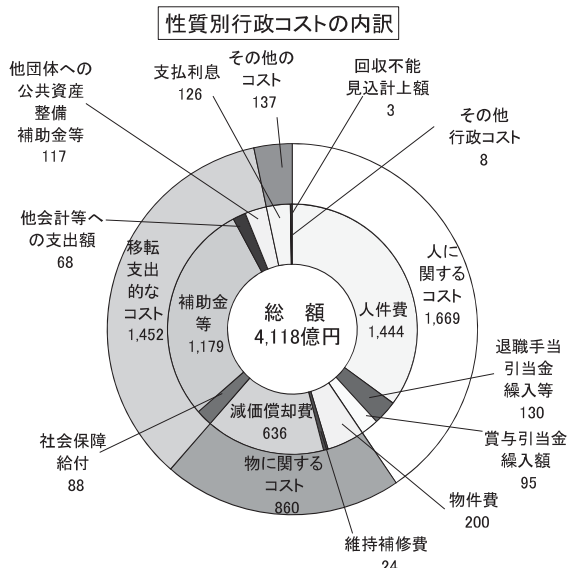 性質別行政コストの内訳
他団体への
公共資産
整備
補助金等
117
支払利息
126
その他の
コスト
137
回収不能
見込計上額
3
その他
行政コスト
8
他会計等へ
の支出額
68
移転
支出
的な
コスト
1,452
補助金
等
1,179
総 額
4,118億円
人件費
1,444
人に
関する
コスト
1,669
退職手当
引当金
繰入等
130
賞与引当金
繰入額
95
物件費
200
維持補修費
24
減価償却費
636
物に関する
コスト
860
社会保障
給付
88